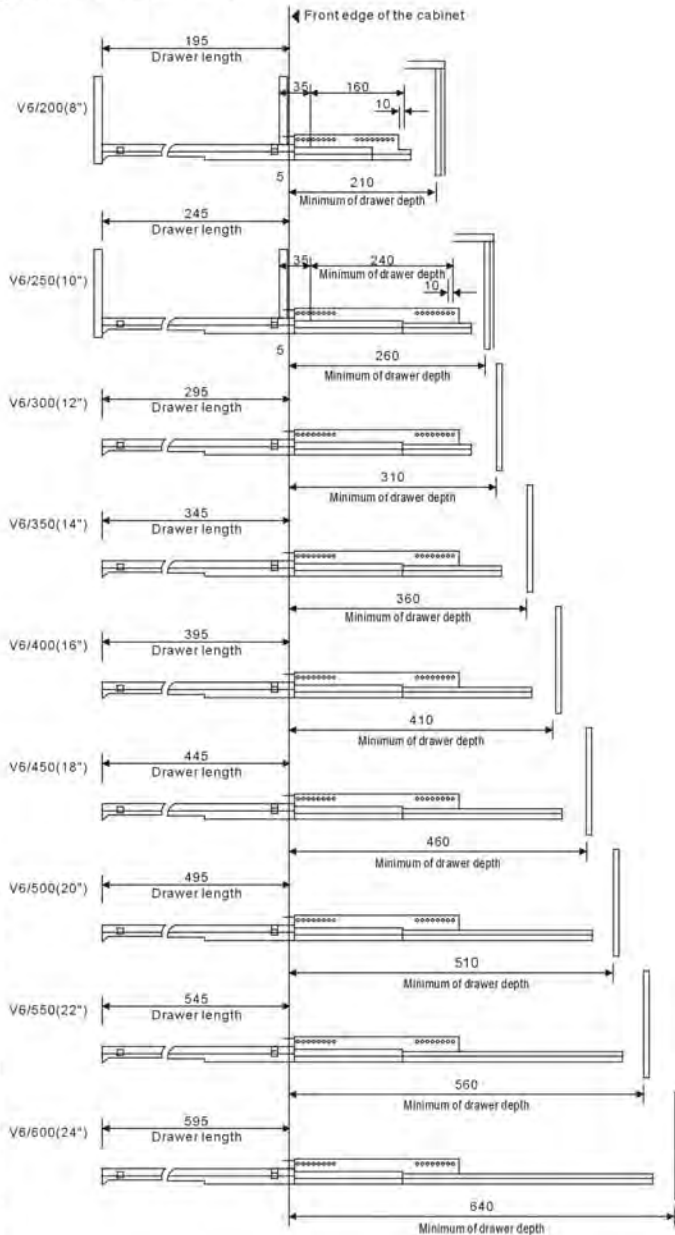 Front edge of the cabinet
195
Drawer length
35
160
10
V6/200(8")
5
210
Minimum of drawer depth
245
Drawer length
35
240
Minimum of drawer depth
10
V6/250(10")
5
260
Minimum of drawer depth
V6/300(12")
295
Drawer length
310
Minimum of drawer depth
V6/350(14")
345
Drawer length
360
Minimum of drawer depth
V6/400(16")
395
Drawer length
410
Minimum of drawer depth
V6/450(18")
445
Drawer length
460
Minimum of drawer depth
V6/500(20")
495
Drawer length
510
Minimum of drawer depth
V6/550(22")
545
Drawer length
560
Minimum of drawer depth
V6/600(24")
595
Drawer length
640
Minimum of drawer depth